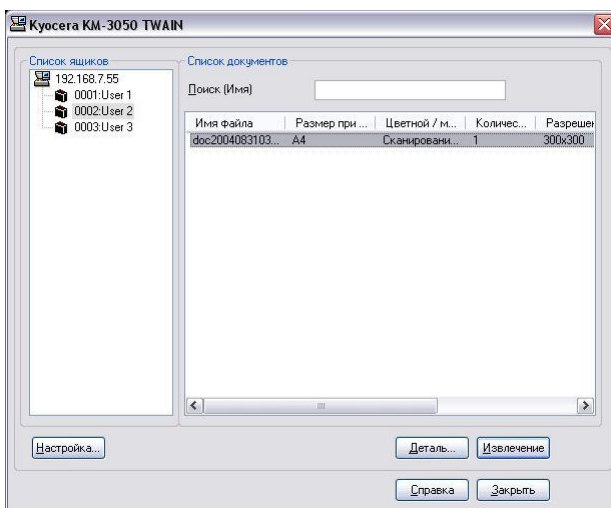 Kyocera KM-3050 TWAIN
Список ящиков
192.168.7.55
0001:User 1
0002:User 2
0003:User 3
Список документов
Поиск (Имя)
Имя файла Размер при ... Цветной / м... Количес... Разрешен
doc2004083103... A4 Сканировани... 1 300x300
Настройка...
Деталь... Извлечение
Справка Закрыть